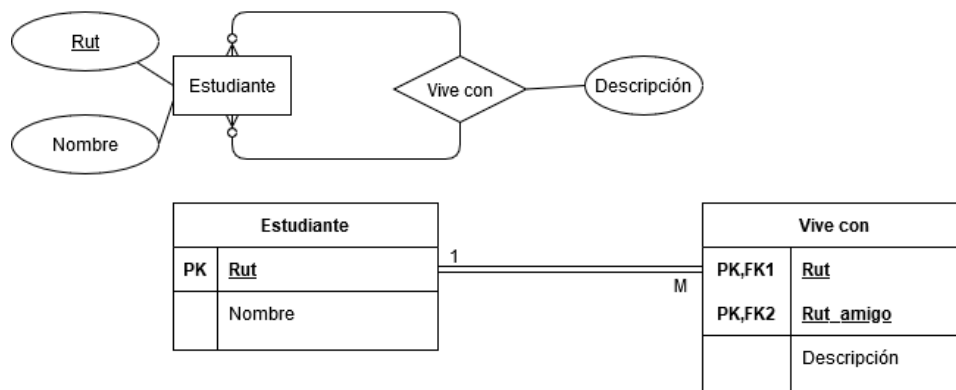 Rut
Estudiante
Nombre
Vive con
Descripción
Estudiante
PK Rut
Nombre
1
M
Vive con
PK,FK1 Rut
PK,FK2 Rut_amigo
Descripción